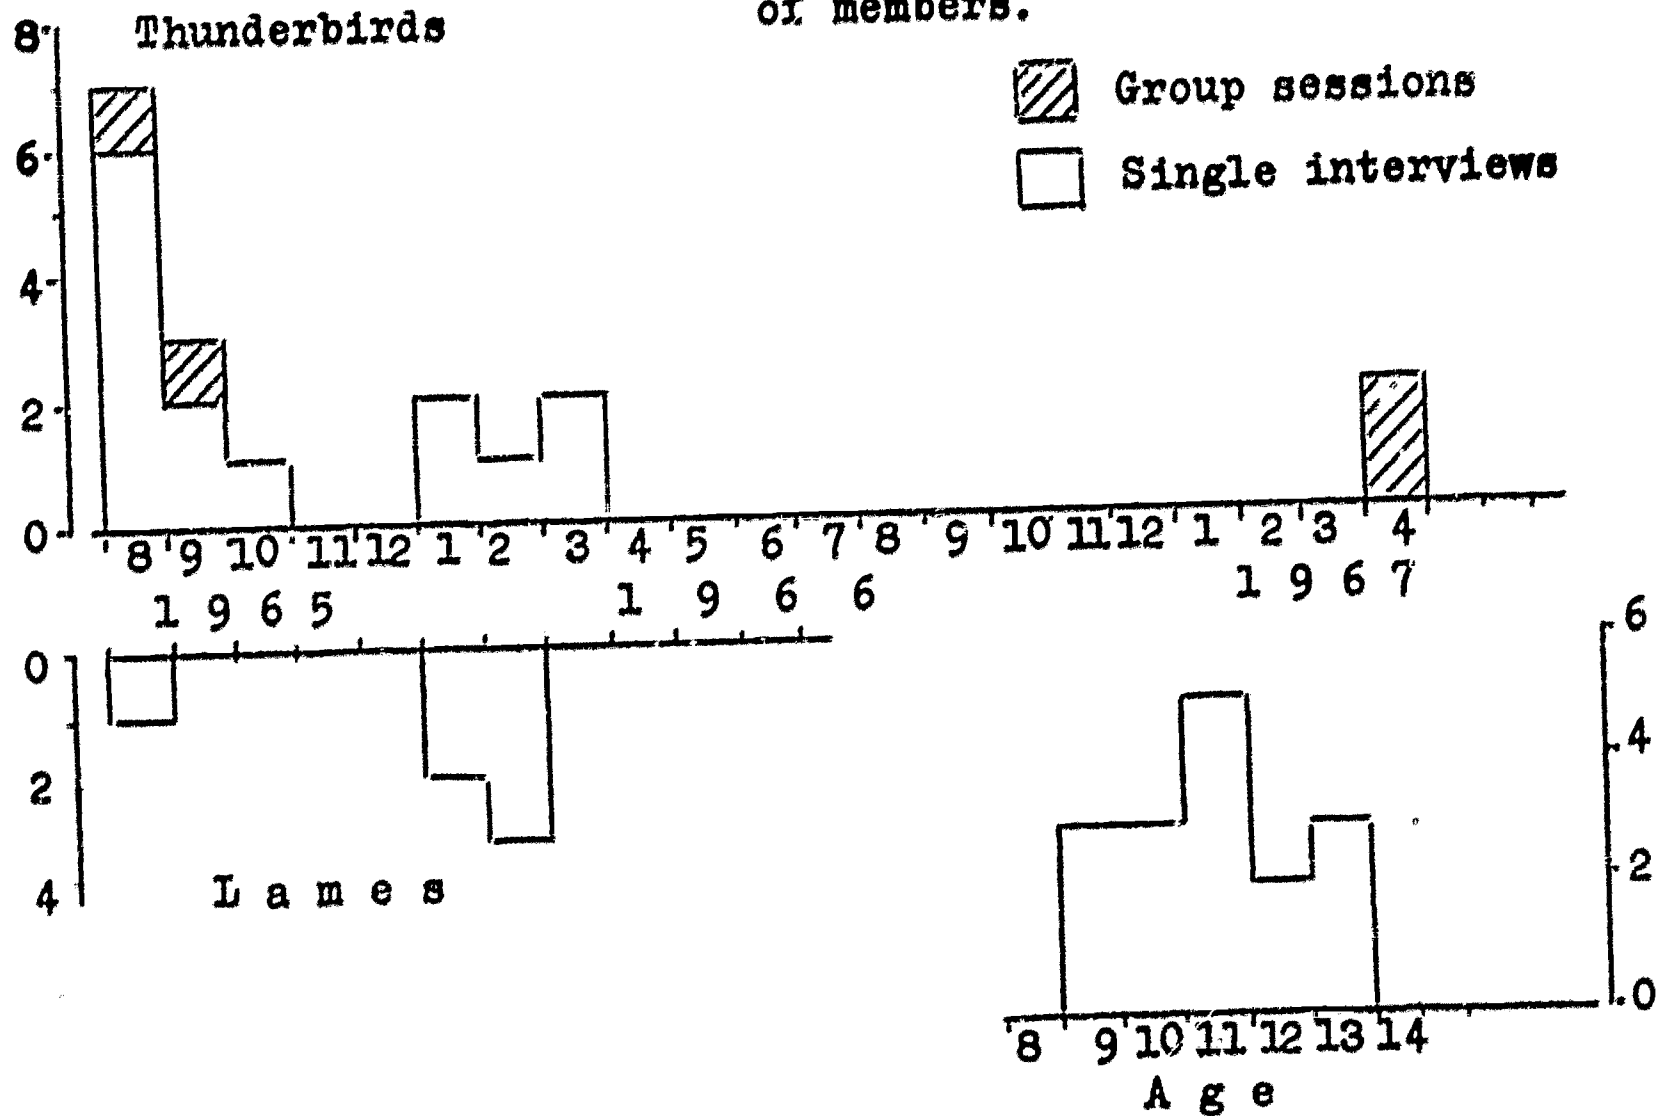 of members.
8 Thunderbirds
Group sessions
6
Single interviews
4
2
0
8 9 10 11 12 1 2 3 4 5 6 7 8 9 10 11 12 1 2 3 4
1 9 6 5 1 9 6 6 1 9 6 7
0
2
4
L a m e s
6
4
2
0
8 9 10 11 12 13 14
A g e